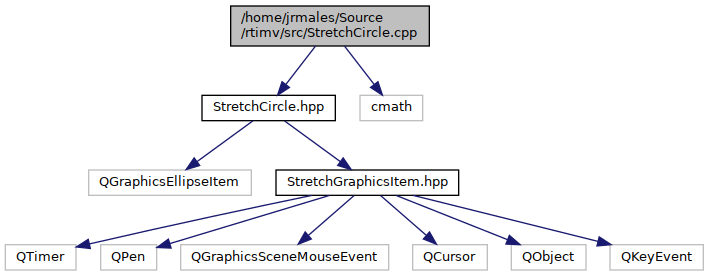 /home/jrmales/Source
/rtimv/src/StretchCircle.cpp
StretchCircle.hpp
cmath
QGraphicsEllipseItem
StretchGraphicsItem.hpp
QTimer
QPen
QGraphicsSceneMouseEvent
QCursor
QObject
QKeyEvent